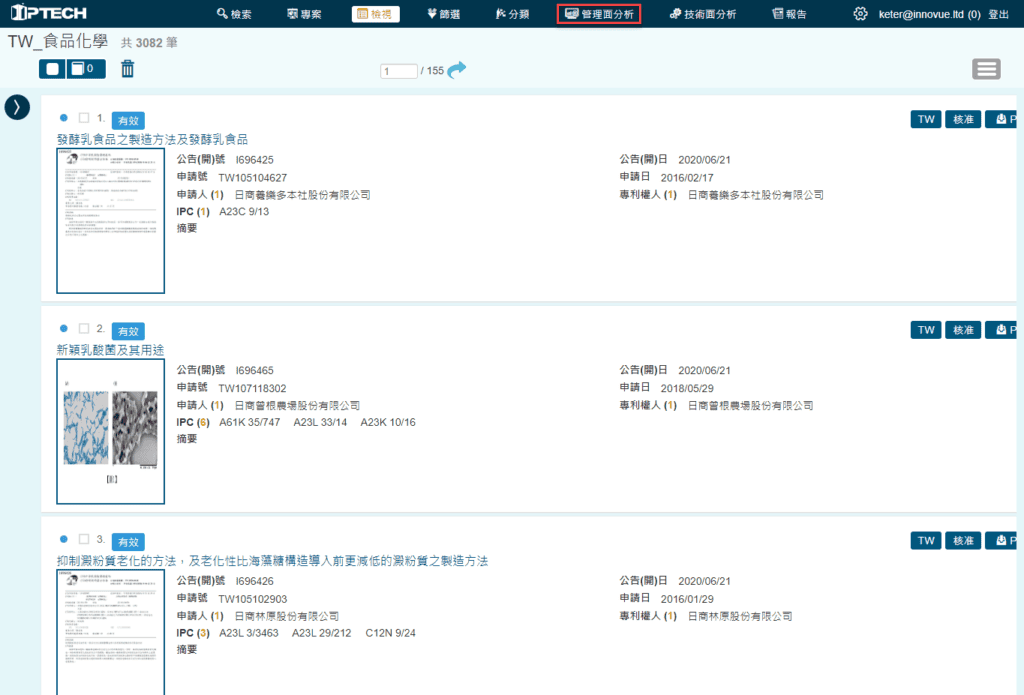 IPTECH 檢索 專案 檢視 篩選 分類 管理面分析 技術面分析 報告 keter@innovue.ltd (0) 登出
TW_食品化學 共 3082 筆
0 1 / 155
1. 有效 TW 核准 P
發酵乳食品之製造方法及發酵乳食品
公告(開)號 I696425 公告(開)日 2020/06/21
申請號 TW105104627 申請日 2016/02/17
申請人 (1) 日商養樂多本社股份有限公司 專利權人 (1) 日商養樂多本社股份有限公司
IPC (1) A23C 9/13
摘要
2. 有效 TW 核准 P
新穎乳酸菌及其用途
公告(開)號 I696465 公告(開)日 2020/06/21
申請號 TW107118302 申請日 2018/05/29
申請人 (1) 日商曾根農場股份有限公司 專利權人 (1) 日商曾根農場股份有限公司
IPC (6) A61K 35/747 A23L 33/14 A23K 10/16
摘要
3. 有效 TW 核准 P
抑制澱粉質老化的方法，及老化性比海藻糖構造導入前更減低的澱粉質之製造方法
公告(開)號 I696426 公告(開)日 2020/06/21
申請號 TW105102903 申請日 2016/01/29
申請人 (1) 日商林原股份有限公司 專利權人 (1) 日商林原股份有限公司
IPC (3) A23L 3/3463 A23L 29/212 C12N 9/24
摘要